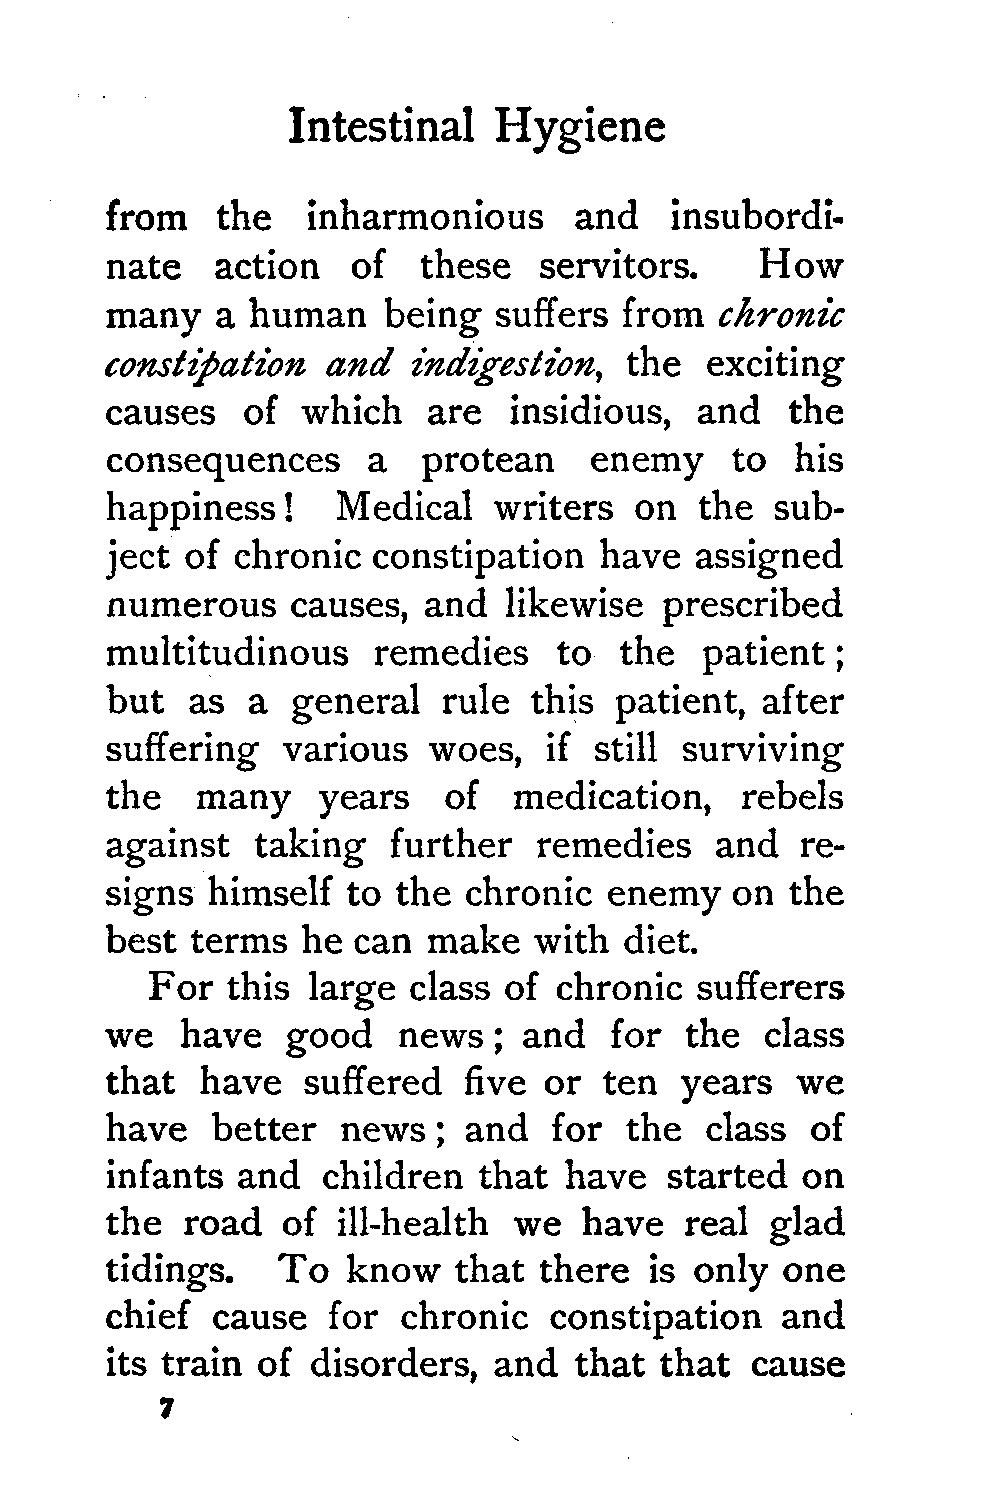 Intestinal Hygiene
from the inharmonious and insubordi-
nate action of these servitors. How
many a human being suffers from chronic
constipation and indigestion, the exciting
causes of which are insidious, and the
consequences a protean enemy to his
happiness! Medical writers on the sub-
ject of chronic constipation have assigned
numerous causes, and likewise prescribed
multitudinous remedies to the patient;
but as a general rule this patient, after
suffering various woes, if still surviving
the many years of medication, rebels
against taking further remedies and re-
signs himself to the chronic enemy on the
best terms he can make with diet.
For this large class of chronic sufferers
we have good news; and for the class
that have suffered five or ten years we
have better news; and for the class of
infants and children that have started on
the road of ill-health we have real glad
tidings. To know that there is only one
chief cause for chronic constipation and
its train of disorders, and that that cause
7